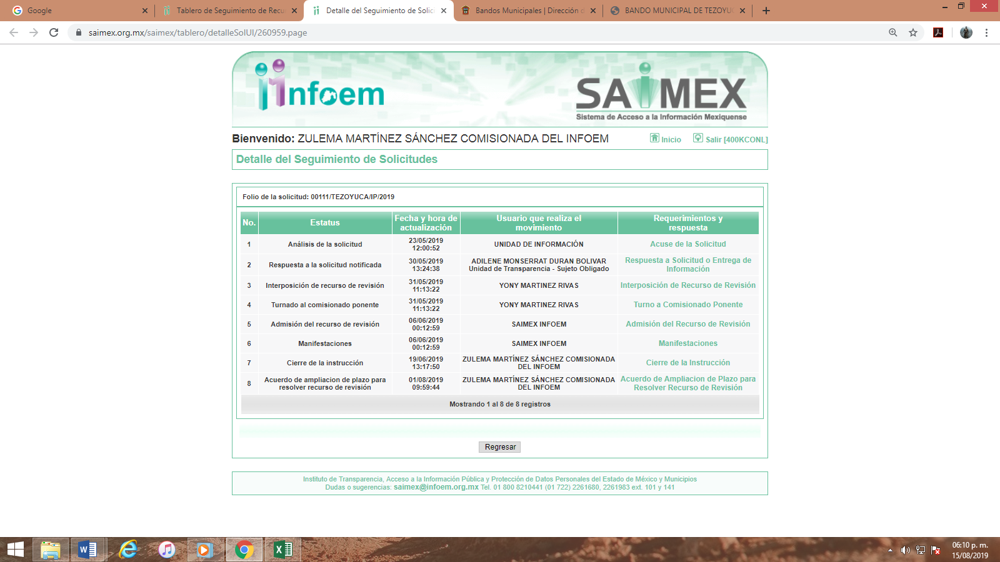 Google
Tablero de Seguimiento de Recu
Detalle del Seguimiento de Solici
Bandos Municipales | Dirección d
BANDO MUNICIPAL DE TEZOYUC
saimex.org.mx/saimex/tablero/detalleSolUI/260959.page
infoem
SAIMEX
Sistema de Acceso a la Información Mexiquense
Bienvenido: ZULEMA MARTÍNEZ SÁNCHEZ COMISIONADA DEL INFOEM
Inicio
Salir [400KCONL]
Detalle del Seguimiento de Solicitudes
Folio de la solicitud: 00111/TEZOYUCA/IP/2019
No. Estatus Fecha y hora de actualización Usuario que realiza el movimiento Requerimientos y respuesta
1 Análisis de la solicitud 23/05/2019 12:00:52 UNIDAD DE INFORMACIÓN Acuse de la Solicitud
2 Respuesta a la solicitud notificada 30/05/2019 13:24:38 ADILENE MONSERRAT DURAN BOLIVAR Unidad de Transparencia - Sujeto Obligado Respuesta a Solicitud o Entrega de Información
3 Interposición de recurso de revisión 31/05/2019 11:13:22 YONY MARTINEZ RIVAS Interposición de Recurso de Revisión
4 Turnado al comisionado ponente 31/05/2019 11:13:22 YONY MARTINEZ RIVAS Turno a Comisionado Ponente
5 Admisión del recurso de revisión 06/06/2019 00:12:59 SAIMEX INFOEM Admisión del Recurso de Revisión
6 Manifestaciones 06/06/2019 00:12:59 SAIMEX INFOEM Manifestaciones
7 Cierre de la instrucción 19/06/2019 13:17:50 ZULEMA MARTÍNEZ SÁNCHEZ COMISIONADA DEL INFOEM Cierre de la Instrucción
8 Acuerdo de ampliacion de plazo para resolver recurso de revisión 01/08/2019 09:59:44 ZULEMA MARTÍNEZ SÁNCHEZ COMISIONADA DEL INFOEM Acuerdo de Ampliacion de Plazo para Resolver Recurso de Revisión
Mostrando 1 al 8 de 8 registros
Regresar
Instituto de Transparencia, Acceso a la Información Pública y Protección de Datos Personales del Estado de México y Municipios
Dudas o sugerencias: saimex@infoem.org.mx Tel. 01 800 8210441 (01 722) 2261680, 2261983 ext. 101 y 141
06:10 p. m.
15/08/2019